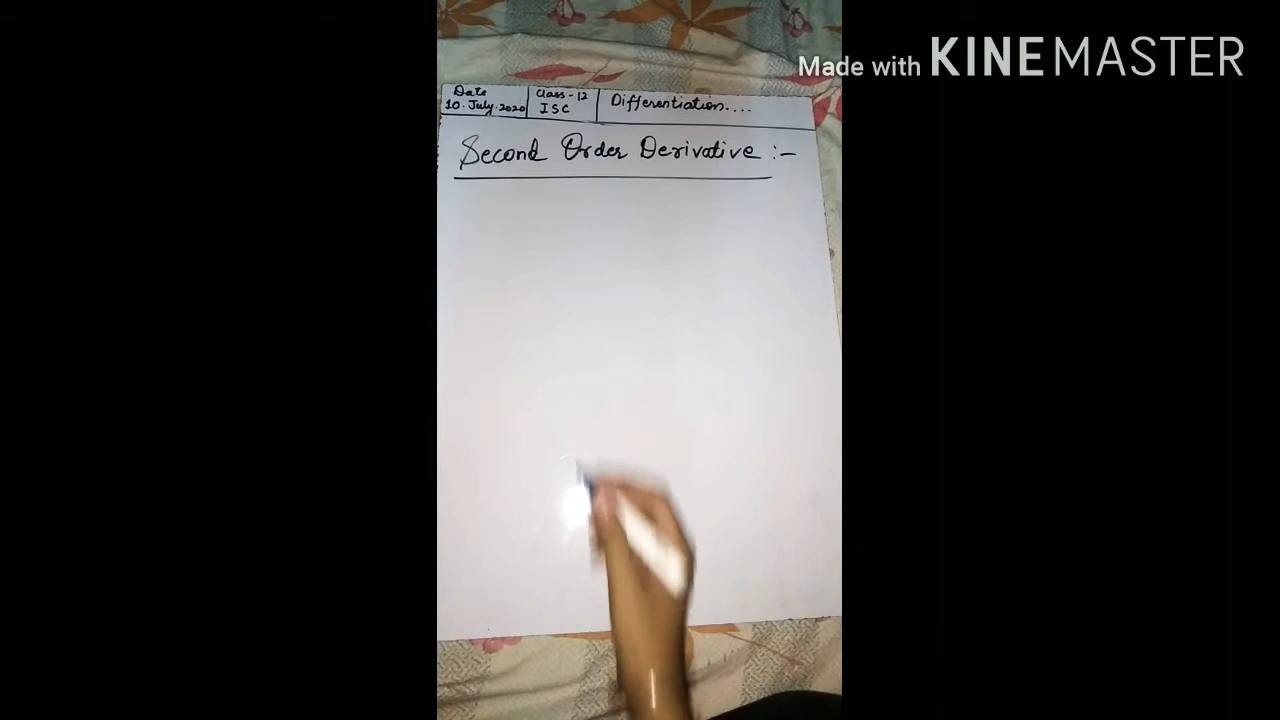 Made with KINEMASTER
Date
10.July.2020
Class-12
ISC
Differentiation....
Second Order Derivative :-